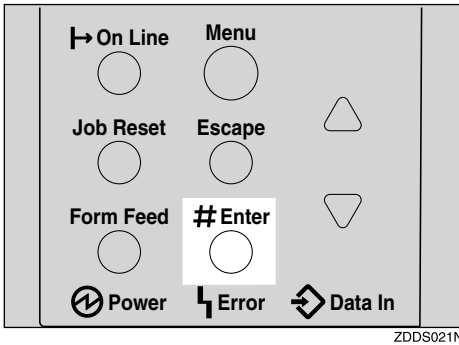 On Line Menu
Job Reset Escape
Form Feed # Enter
Power Error Data In
ZDDS021N